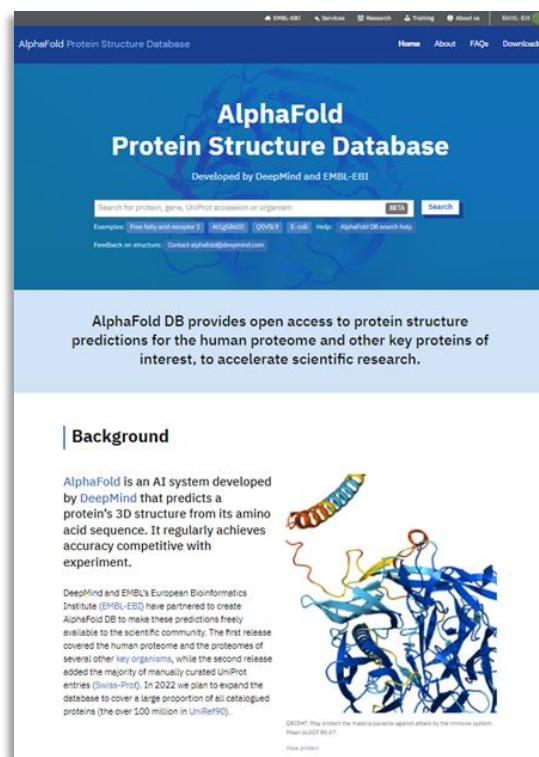 EMBL-EBI Services Research Training About us EMBL-EBI
AlphaFold Protein Structure Database Home About FAQs Downloads
AlphaFold
Protein Structure Database
Developed by DeepMind and EMBL-EBI
Search for protein, gene, UniProt accession or organism BETA Search
Examples: Free fatty acid receptor 2 Q5VSL9 E. coli Help: AlphaFold DB search help
Feedback on structure: Contact alphafold@deepmind.com
AlphaFold DB provides open access to protein structure
predictions for the human proteome and other key proteins of
interest, to accelerate scientific research.
Background
AlphaFold is an AI system developed
by DeepMind that predicts a
protein's 3D structure from its amino
acid sequence. It regularly achieves
accuracy competitive with
experiment.
DeepMind and EMBL's European Bioinformatics
Institute (EMBL-EBI) have partnered to create
AlphaFold DB to make these predictions freely
available to the scientific community. The first release
covered the human proteome and the proteomes of
several other key organisms, while the second release
added the majority of manually curated UniProt
entries (Swiss-Prot). In 2022 we plan to expand the
database to cover a large proportion of all catalogued
proteins (the over 100 million in UniRef90).
May protect the malaria parasite against attack by the immune system.
Mean pLDDT
View protein